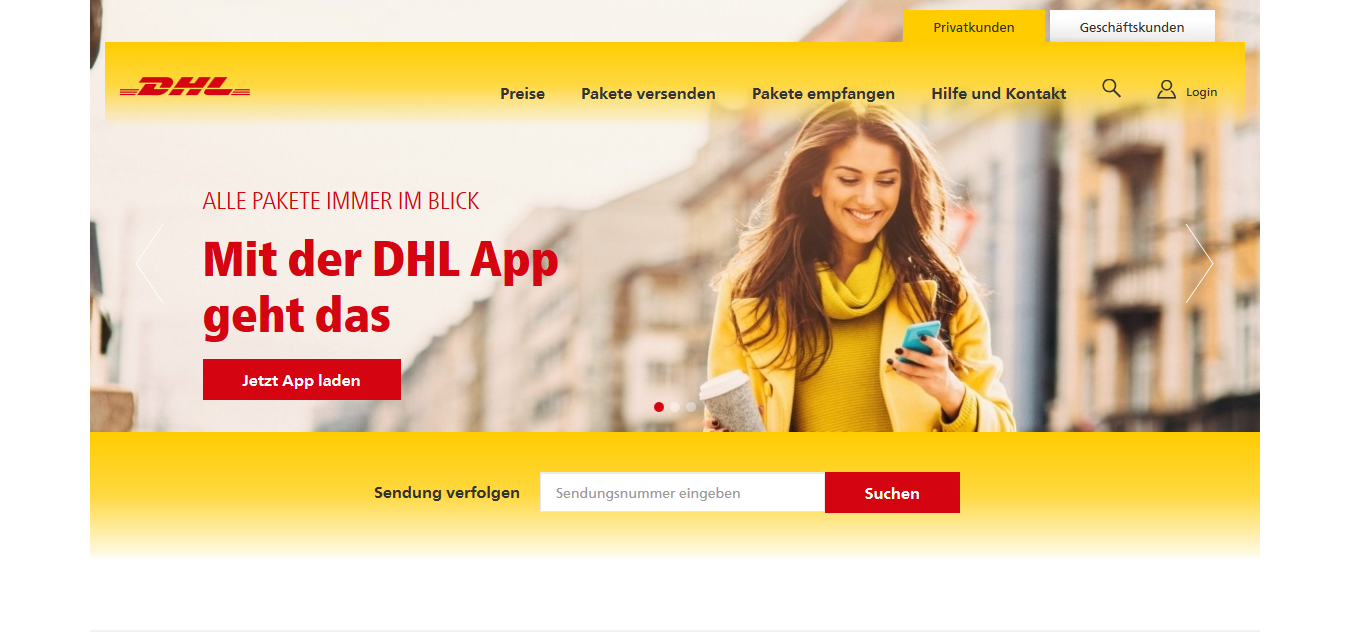 Privatkunden
Geschäftskunden
DHL
Preise
Pakete versenden
Pakete empfangen
Hilfe und Kontakt
Login
ALLE PAKETE IMMER IM BLICK
Mit der DHL App
geht das
Jetzt App laden
Sendung verfolgen
Sendungsnummer eingeben
Suchen